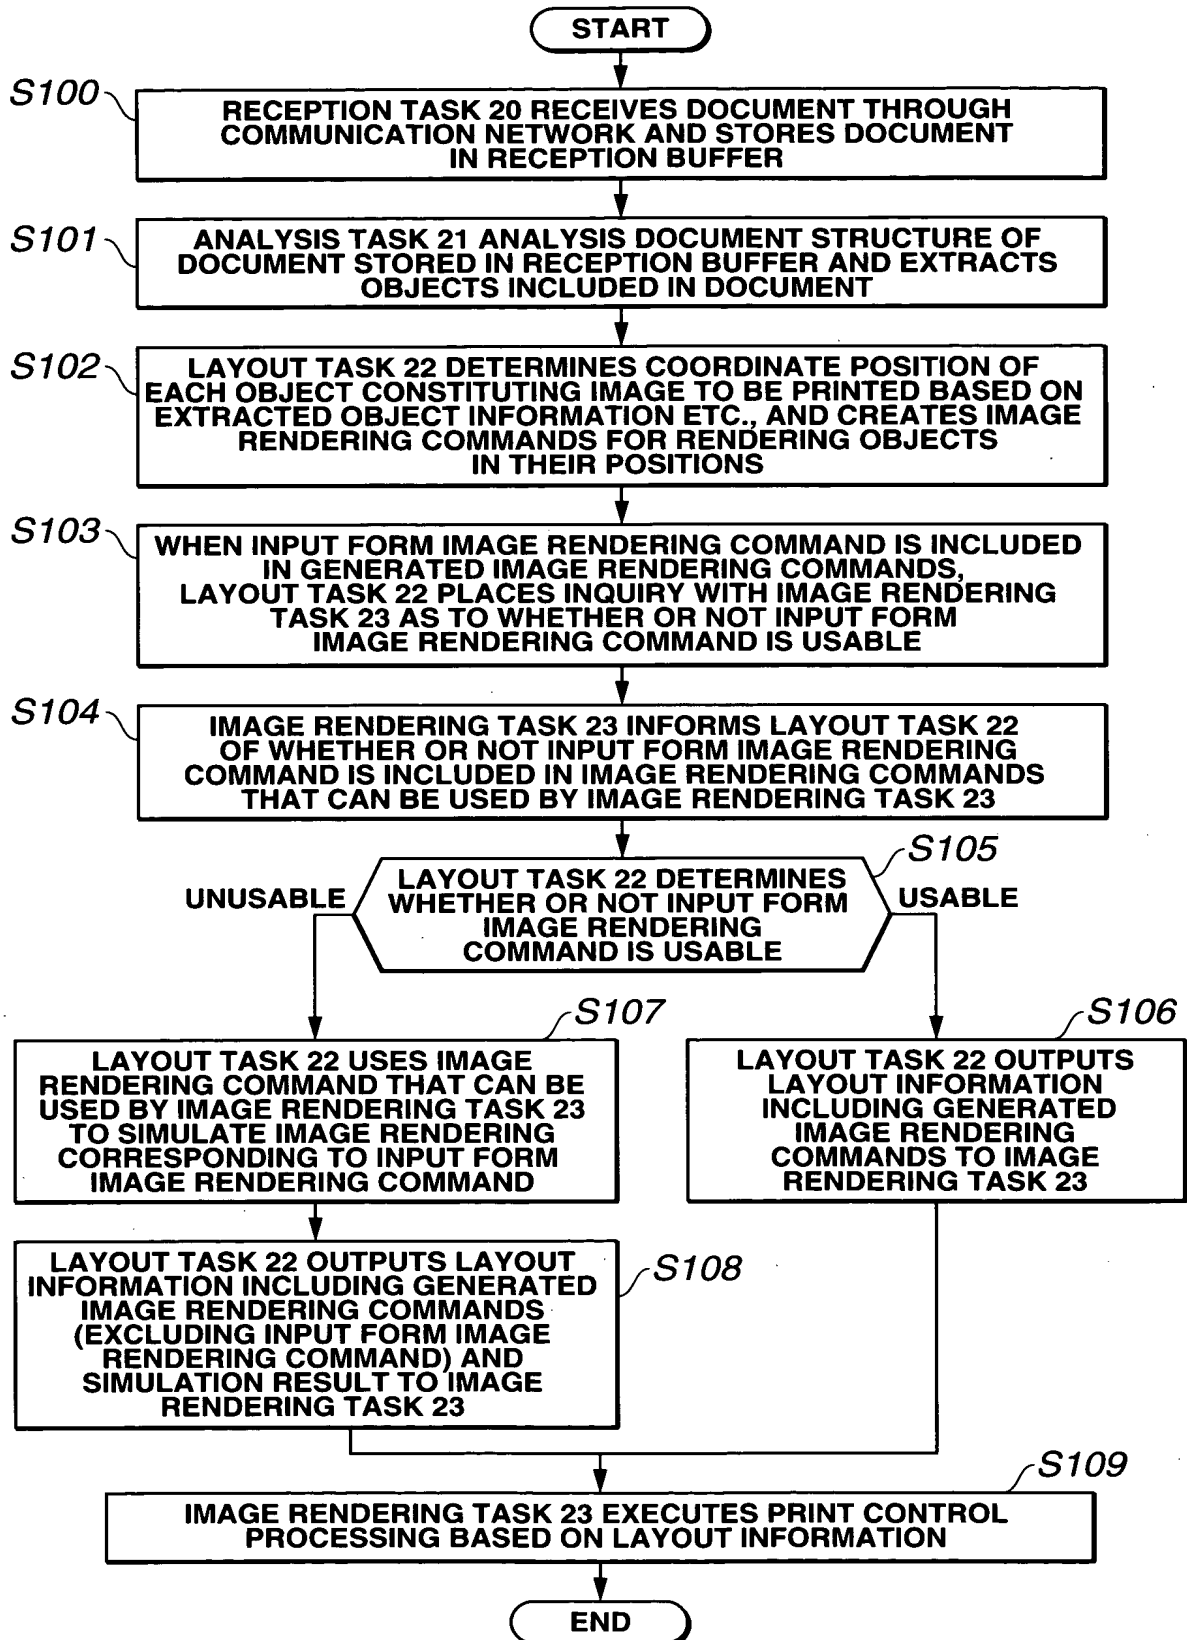 START
S100
RECEPTION TASK 20 RECEIVES DOCUMENT THROUGH
COMMUNICATION NETWORK AND STORES DOCUMENT
IN RECEPTION BUFFER
S101
ANALYSIS TASK 21 ANALYSIS DOCUMENT STRUCTURE OF
DOCUMENT STORED IN RECEPTION BUFFER AND EXTRACTS
OBJECTS INCLUDED IN DOCUMENT
S102
LAYOUT TASK 22 DETERMINES COORDINATE POSITION OF
EACH OBJECT CONSTITUTING IMAGE TO BE PRINTED BASED ON
EXTRACTED OBJECT INFORMATION ETC., AND CREATES IMAGE
RENDERING COMMANDS FOR RENDERING OBJECTS
IN THEIR POSITIONS
S103
WHEN INPUT FORM IMAGE RENDERING COMMAND IS INCLUDED
IN GENERATED IMAGE RENDERING COMMANDS,
LAYOUT TASK 22 PLACES INQUIRY WITH IMAGE RENDERING
TASK 23 AS TO WHETHER OR NOT INPUT FORM
IMAGE RENDERING COMMAND IS USABLE
S104
IMAGE RENDERING TASK 23 INFORMS LAYOUT TASK 22
OF WHETHER OR NOT INPUT FORM IMAGE RENDERING
COMMAND IS INCLUDED IN IMAGE RENDERING COMMANDS
THAT CAN BE USED BY IMAGE RENDERING TASK 23
S105
UNUSABLE
LAYOUT TASK 22 DETERMINES
WHETHER OR NOT INPUT FORM
IMAGE RENDERING
COMMAND IS USABLE
USABLE
S107
LAYOUT TASK 22 USES IMAGE
RENDERING COMMAND THAT CAN BE
USED BY IMAGE RENDERING TASK 23
TO SIMULATE IMAGE RENDERING
CORRESPONDING TO INPUT FORM
IMAGE RENDERING COMMAND
S106
LAYOUT TASK 22 OUTPUTS
LAYOUT INFORMATION
INCLUDING GENERATED
IMAGE RENDERING
COMMANDS TO IMAGE
RENDERING TASK 23
S108
LAYOUT TASK 22 OUTPUTS LAYOUT
INFORMATION INCLUDING GENERATED
IMAGE RENDERING COMMANDS
(EXCLUDING INPUT FORM IMAGE
RENDERING COMMAND) AND
SIMULATION RESULT TO IMAGE
RENDERING TASK 23
S109
IMAGE RENDERING TASK 23 EXECUTES PRINT CONTROL
PROCESSING BASED ON LAYOUT INFORMATION
END